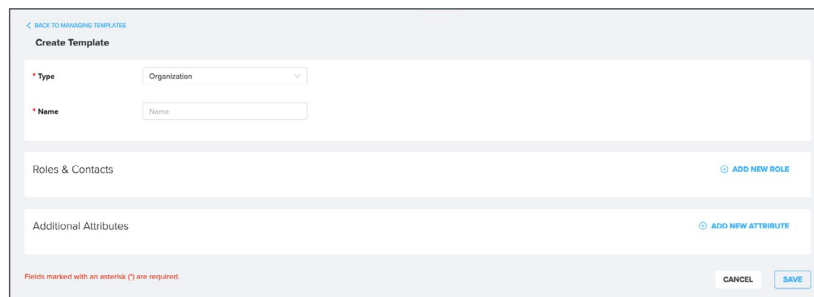 BACK TO MANAGING TEMPLATES
Create Template
* Type Organization
* Name Name
Roles & Contacts ADD NEW ROLE
Additional Attributes ADD NEW ATTRIBUTE
Fields marked with an asterisk (*) are required. CANCEL SAVE